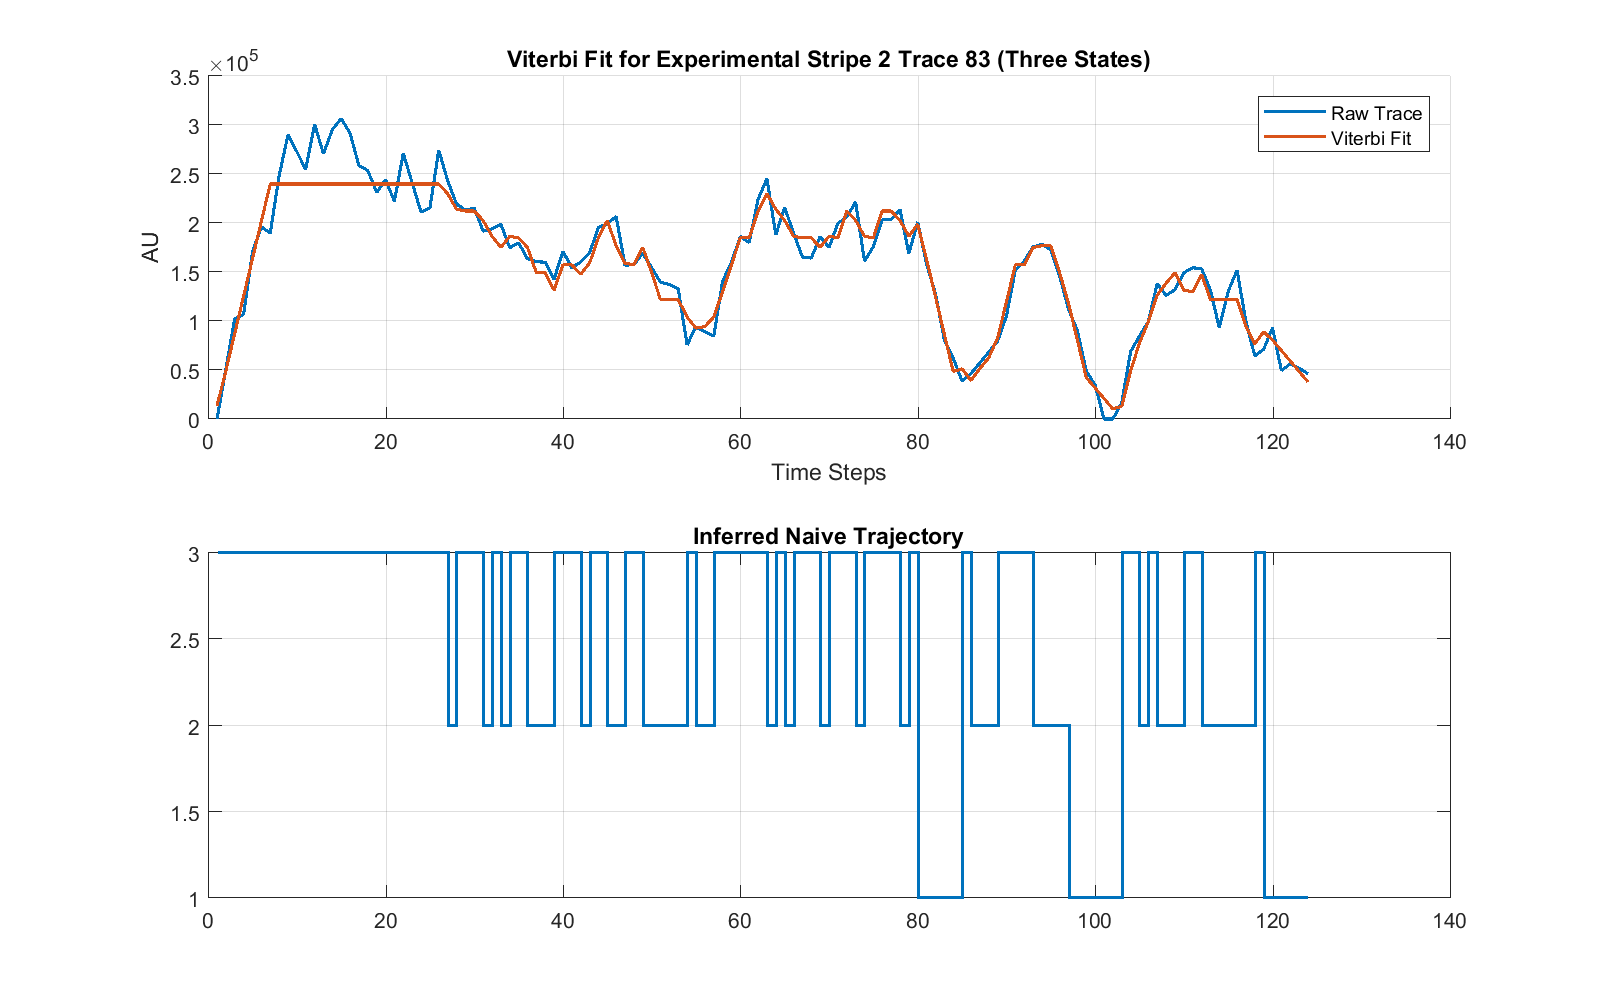 Viterbi Fit for Experimental Stripe 2 Trace 83 (Three States)
×10^5
3.5
3
2.5
2
1.5
1
0.5
0
AU
Raw Trace
Viterbi Fit
0 20 40 60 80 100 120 140
Time Steps
Inferred Naive Trajectory
3
2.5
2
1.5
1
0 20 40 60 80 100 120 140